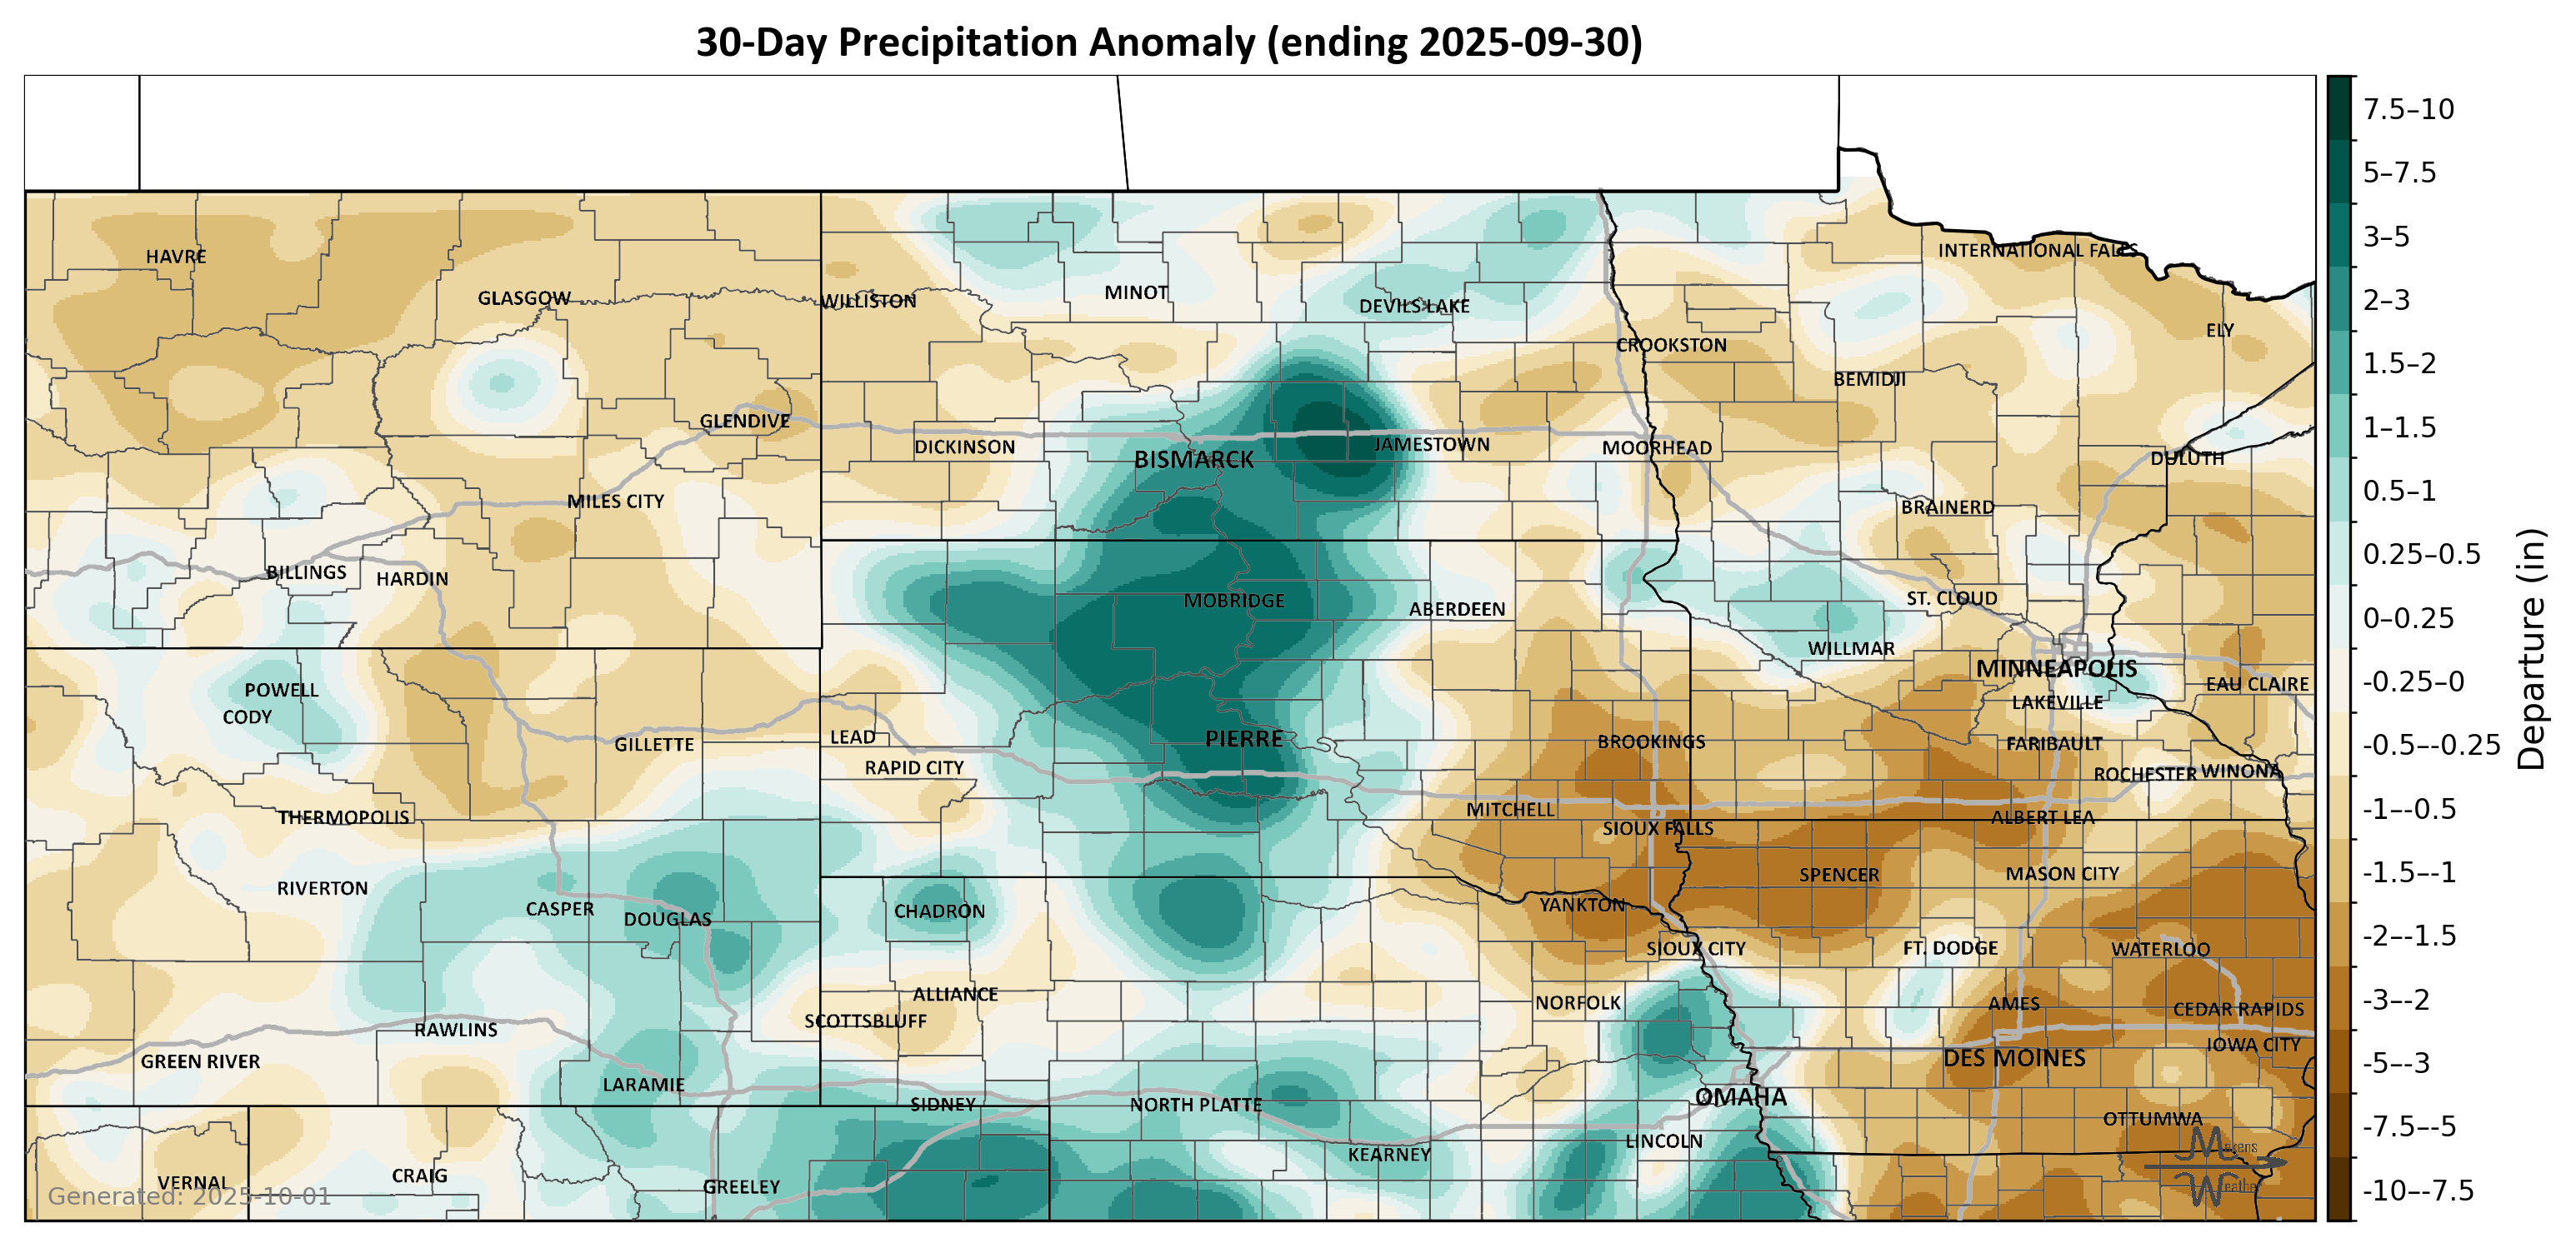 30-Day Precipitation Anomaly (ending 2025-09-30)
7.5–10
5–7.5
3–5
2–3
1.5–2
1–1.5
0.5–1
0.25–0.5
0–0.25
-0.25–0
-0.5–-0.25
-1–-0.5
-1.5–-1
-2–-1.5
-3–-2
-5–-3
-7.5–-5
-10–-7.5
Departure (in)
HAVRE
INTERNATIONAL FALLS
GLASGOW
WILLISTON
MINOT
DEVILS LAKE
ELY
CROOKSTON
BEMIDJI
GLENDIVE
DICKINSON
BISMARCK
JAMESTOWN
MOORHEAD
DULUTH
MILES CITY
BRAINERD
BILLINGS
HARDIN
MOBRIDGE
ABERDEEN
ST. CLOUD
WILLMAR
MINNEAPOLIS
POWELL
CODY
LAKEVILLE
EAU CLAIRE
GILLETTE
LEAD
PIERRE
BROOKINGS
FARIBAULT
RAPID CITY
ROCHESTER
WINONA
THERMOPOLIS
MITCHELL
SIOUX FALLS
ALBERT LEA
RIVERTON
SPENCER
MASON CITY
CASPER
DOUGLAS
CHADRON
YANKTON
SIOUX CITY
FT. DODGE
WATERLOO
ALLIANCE
NORFOLK
AMES
CEDAR RAPIDS
SCOTTSBLUFF
RAWLINS
IOWA CITY
GREEN RIVER
DES MOINES
LARAMIE
SIDNEY
NORTH PLATTE
OMAHA
OTTUMWA
LINCOLN
KEARNEY
VERNAL
CRAIG
GREELEY
Makens
Weather
Generated: 2025-10-01